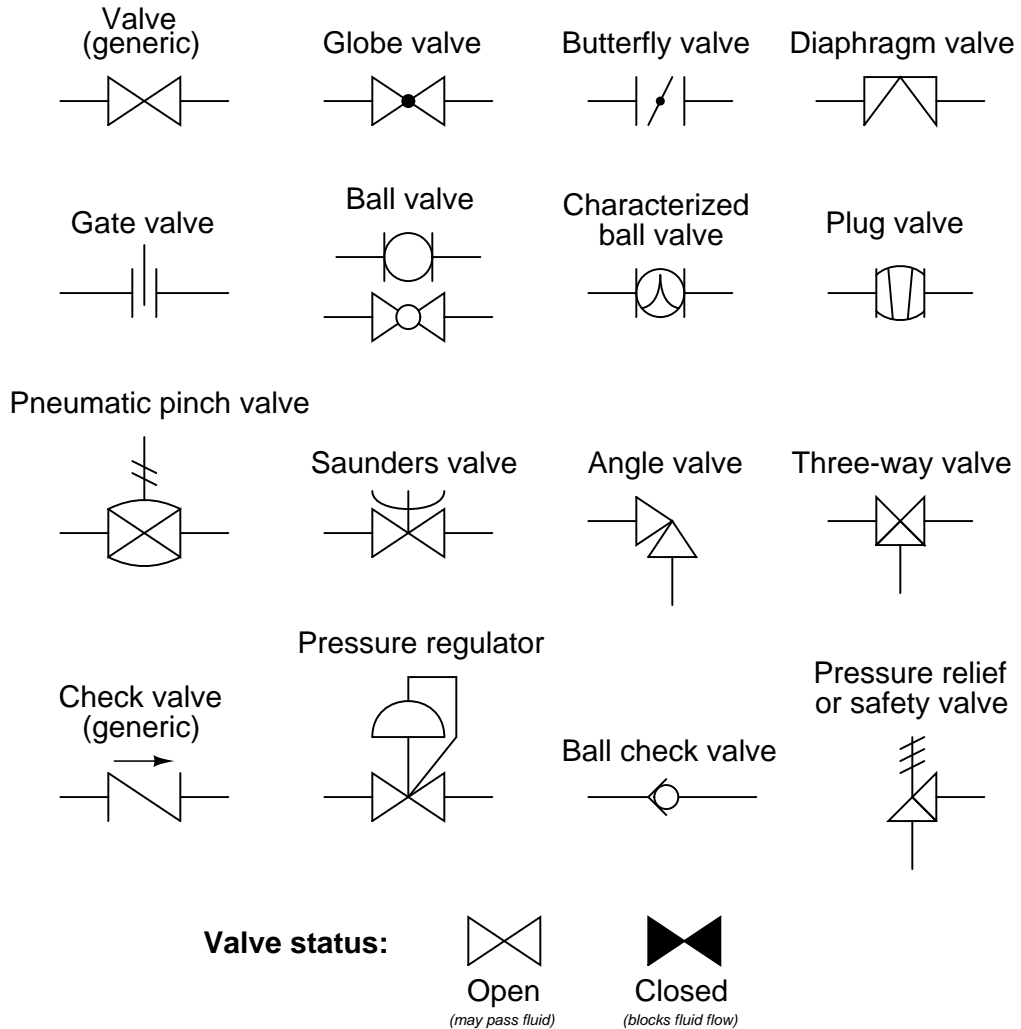 Valve
(generic)
Globe valve
Butterfly valve
Diaphragm valve
Gate valve
Ball valve
Characterized
ball valve
Plug valve
Pneumatic pinch valve
Saunders valve
Angle valve
Three-way valve
Check valve
(generic)
Pressure regulator
Ball check valve
Pressure relief
or safety valve
Valve status:
Open
(may pass fluid)
Closed
(blocks fluid flow)